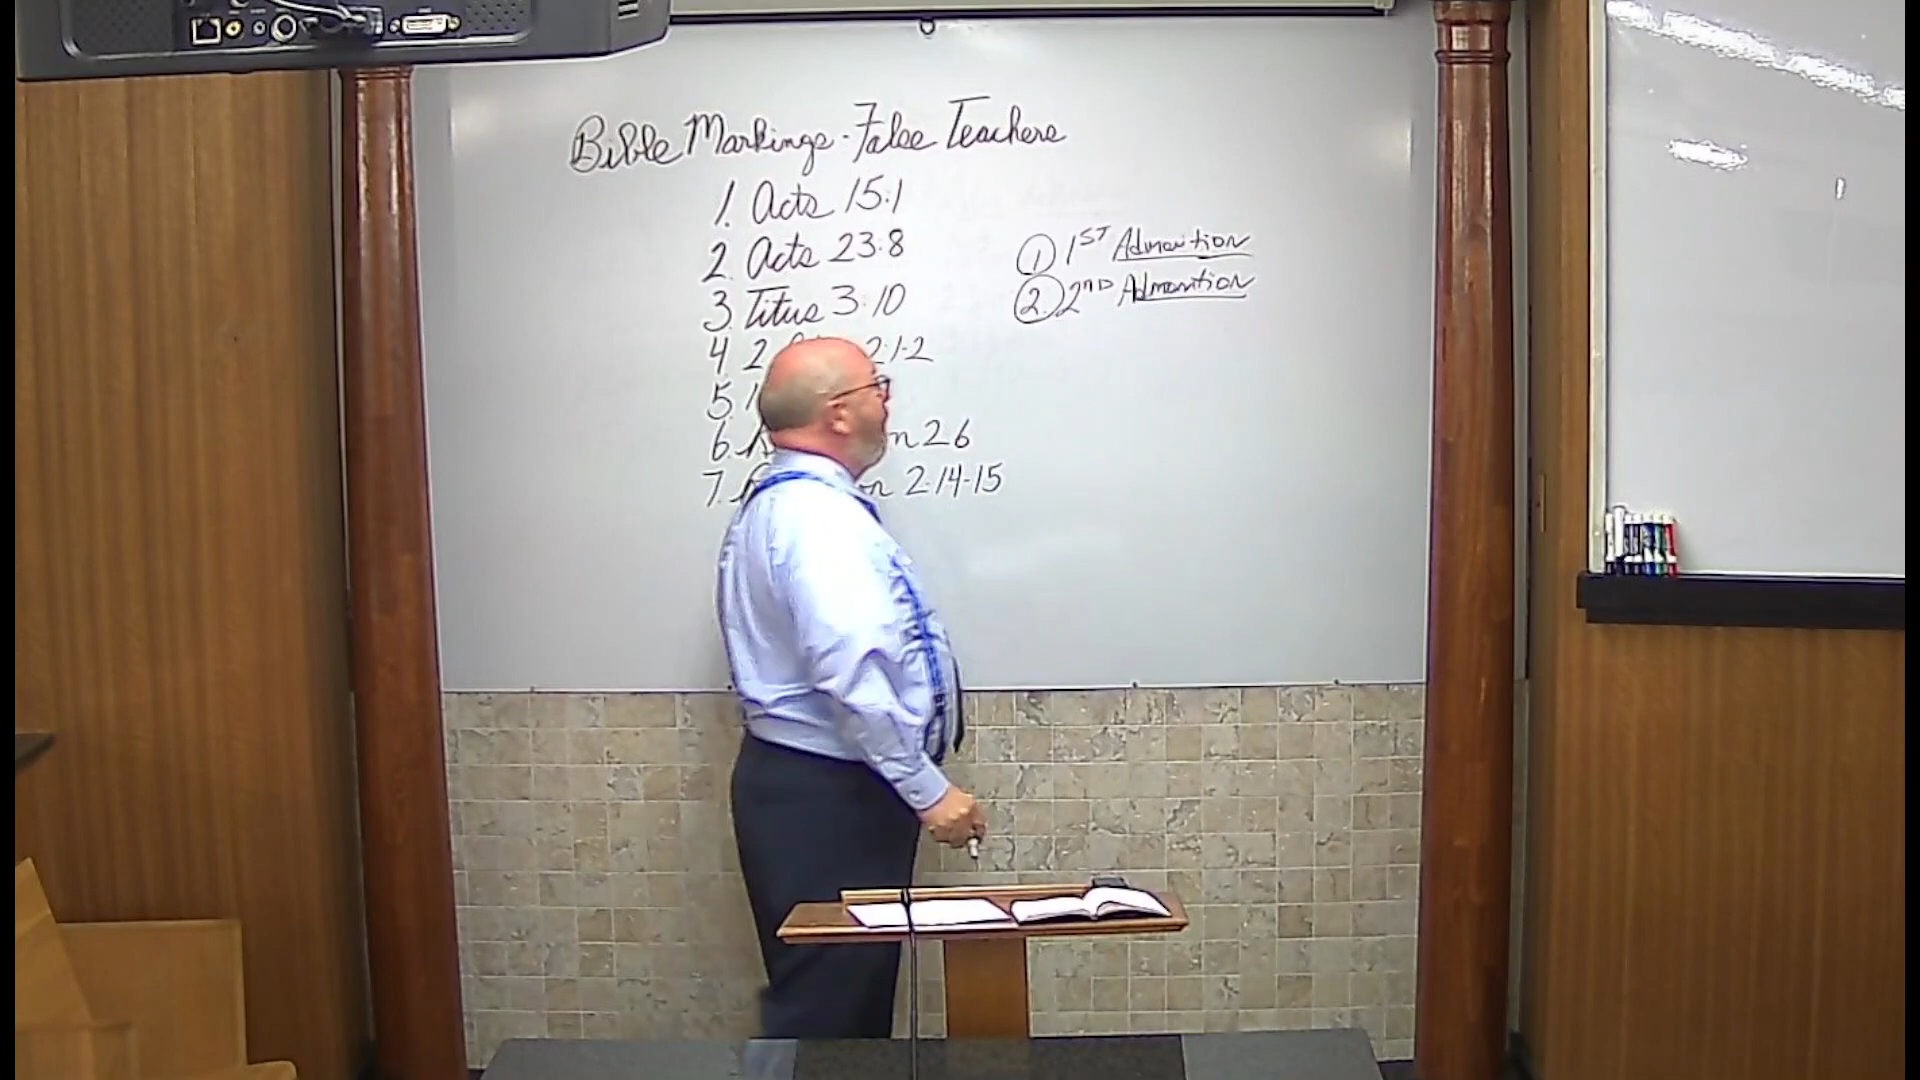 Bible Markings - False Teachers
1. Acts 15:1
2. Acts 23:8
3. Titus 3:10
4 2 2:1-2
5. 1
6. n 2:6
7. n 2:14-15
① 1ST Admonition
② 2ND Admonition